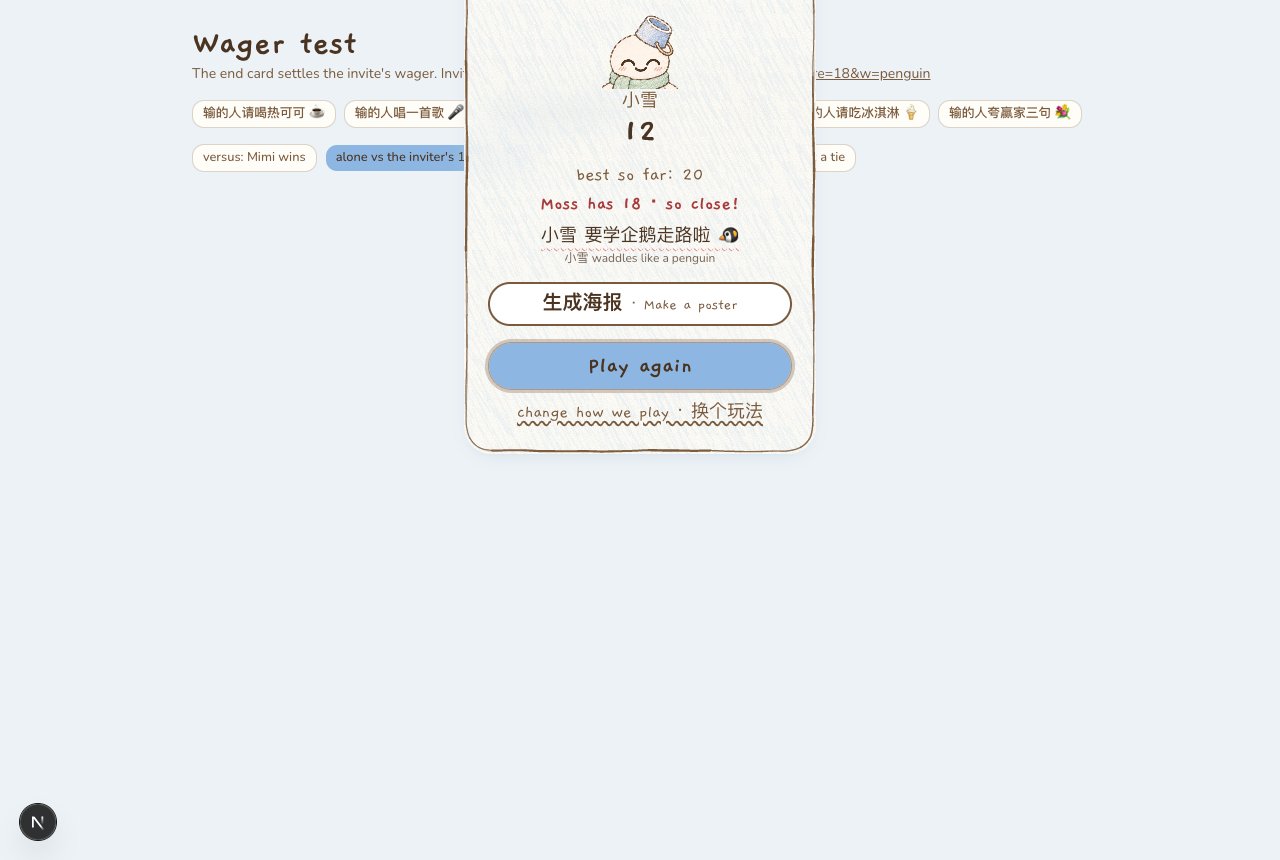 Wager test
The end card settles the invite's wager.
e=18&w=penguin
输的人请喝热可可 ☕
输的人唱一首歌 🎤
请吃冰淇淋 🍦
输的人夸赢家三句 💐
versus: Mimi wins
alone vs the inviter's 1
a tie
小雪
12
best so far: 20
Moss has 18 · so close!
小雪 要学企鹅走路啦 🐧
小雪 waddles like a penguin
生成海报 · Make a poster
Play again
change how we play · 换个玩法
N